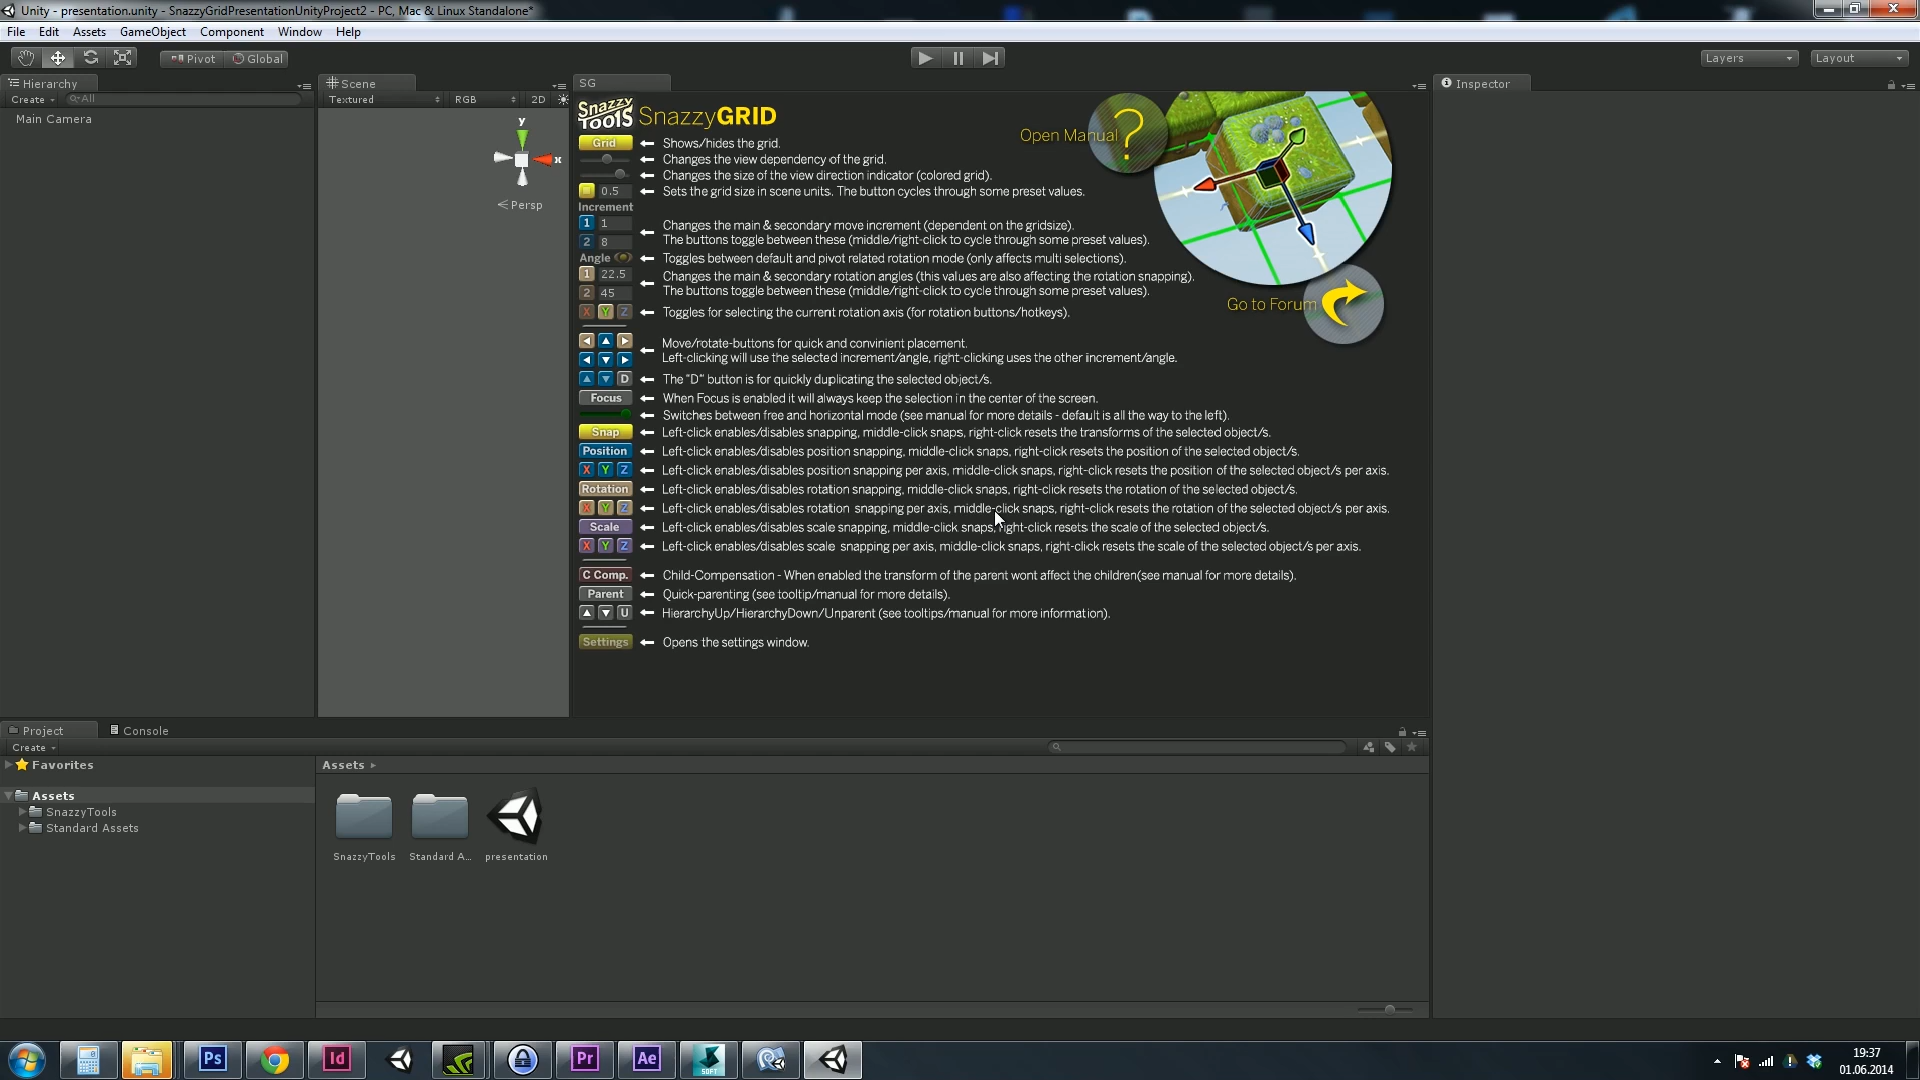 Unity - presentation.unity - SnazzyGridPresentationUnityProject2 - PC, Mac & Linux Standalone*
File Edit Assets GameObject Component Window Help
Pivot Global Layers Layout
Hierarchy Scene SG Inspector
Create All Textured RGB 2D
Main Camera
y
x
Persp
Snazzy TOOLS SnazzyGRID
Open Manual ?
Go to Forum
Grid Shows/hides the grid.
Changes the view dependency of the grid.
Changes the size of the view direction indicator (colored grid).
0.5 Sets the grid size in scene units. The button cycles through some preset values.
Increment
1 1 Changes the main & secondary move increment (dependent on the gridsize).
2 8 The buttons toggle between these (middle/right-click to cycle through some preset values).
Angle Toggles between default and pivot related rotation mode (only affects multi selections).
1 22.5 Changes the main & secondary rotation angles (this values are also affecting the rotation snapping).
2 45 The buttons toggle between these (middle/right-click to cycle through some preset values).
X Y Z Toggles for selecting the current rotation axis (for rotation buttons/hotkeys).
Move/rotate-buttons for quick and convinient placement.
Left-clicking will use the selected increment/angle, right-clicking uses the other increment/angle.
D The "D" button is for quickly duplicating the selected object/s.
Focus When Focus is enabled it will always keep the selection in the center of the screen.
Switches between free and horizontal mode (see manual for more details - default is all the way to the left).
Snap Left-click enables/disables snapping, middle-click snaps, right-click resets the transforms of the selected object/s.
Position Left-click enables/disables position snapping, middle-click snaps, right-click resets the position of the selected object/s.
X Y Z Left-click enables/disables position snapping per axis, middle-click snaps, right-click resets the position of the selected object/s per axis.
Rotation Left-click enables/disables rotation snapping, middle-click snaps, right-click resets the rotation of the selected object/s.
X Y Z Left-click enables/disables rotation snapping per axis, middle-click snaps, right-click resets the rotation of the selected object/s per axis.
Scale Left-click enables/disables scale snapping, middle-click snaps, right-click resets the scale of the selected object/s.
X Y Z Left-click enables/disables scale snapping per axis, middle-click snaps, right-click resets the scale of the selected object/s per axis.
C Comp. Child-Compensation - When enabled the transform of the parent wont affect the children(see manual for more details).
Parent Quick-parenting (see tooltip/manual for more details).
U HierarchyUp/HierarchyDown/Unparent (see tooltips/manual for more information).
Settings Opens the settings window.
Project Console
Create
Favorites
Assets
SnazzyTools
Standard Assets
Assets
SnazzyTools Standard A... presentation
Ps Id Pr Ae SOFT
19:37
01.06.2014